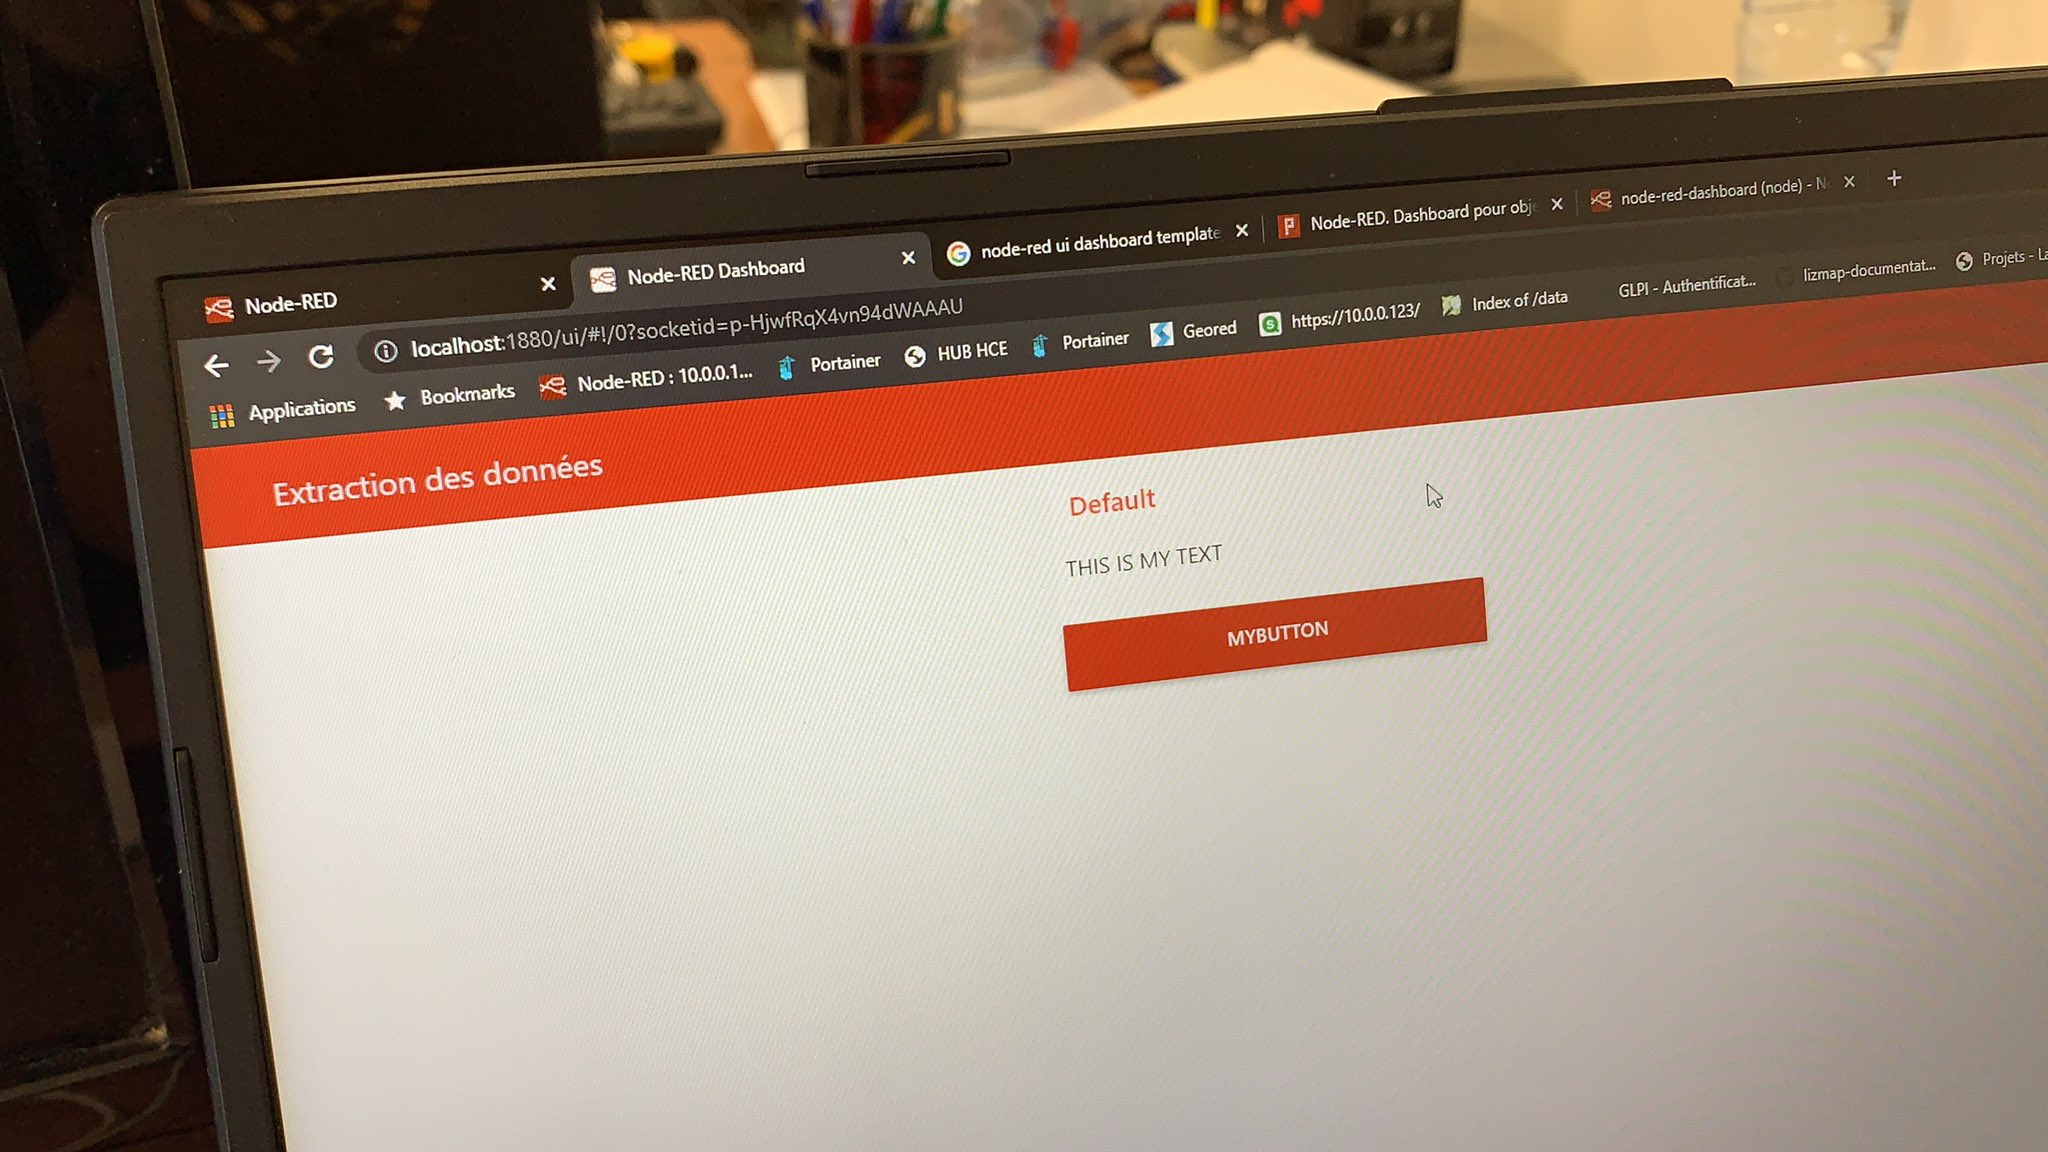 Node-RED
Node-RED Dashboard
node-red ui dashboard template
Node-RED. Dashboard pour obj
node-red-dashboard (node) - N
localhost:1880/ui/#!/0?socketid=p-HjwfRqX4vn94dWAAAU
Applications
Bookmarks
Node-RED : 10.0.0.1...
Portainer
HUB HCE
Portainer
Geored
https://10.0.0.123/
Index of /data
GLPI - Authentificat...
lizmap-documentat...
Projets - La
Extraction des données
Default
THIS IS MY TEXT
MYBUTTON